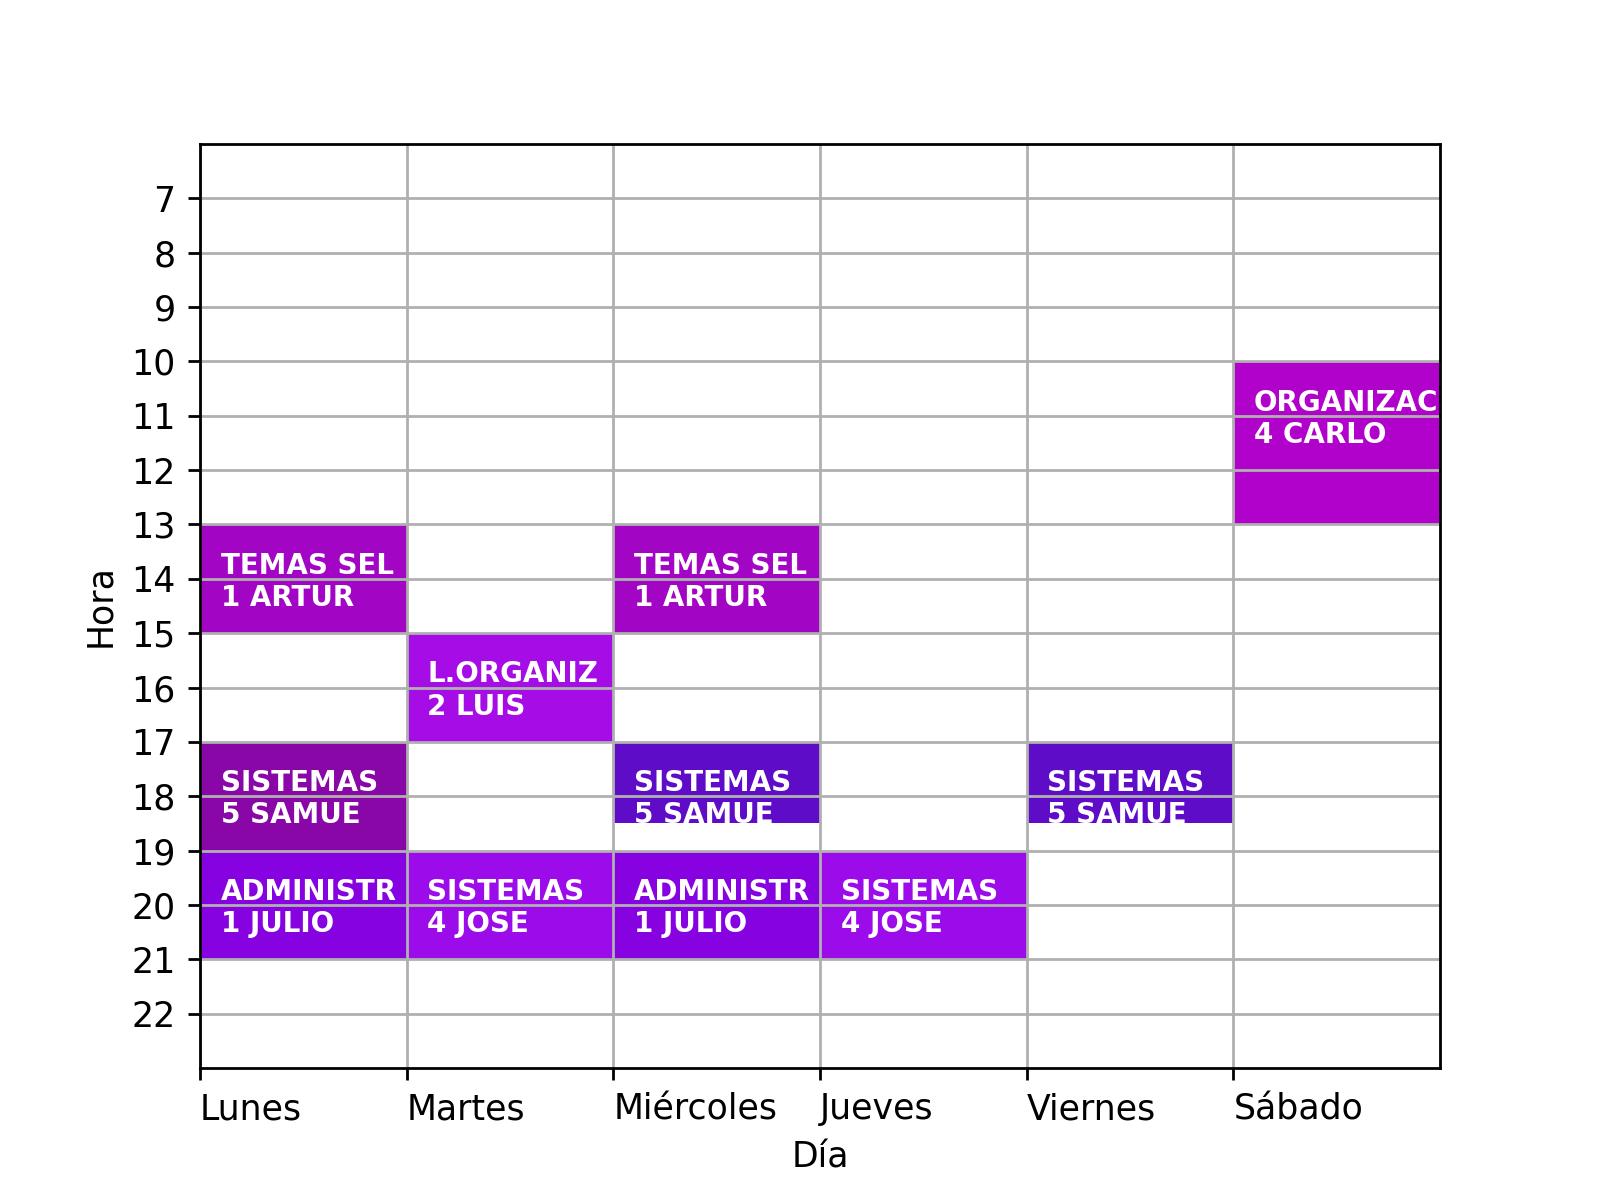 7
8
9
10
ORGANIZAC
4 CARLO
11
12
13
TEMAS SEL
1 ARTUR
TEMAS SEL
1 ARTUR
14
15
L.ORGANIZ
2 LUIS
16
17
SISTEMAS
5 SAMUE
SISTEMAS
5 SAMUE
SISTEMAS
5 SAMUE
18
19
ADMINISTR
1 JULIO
SISTEMAS
4 JOSE
ADMINISTR
1 JULIO
SISTEMAS
4 JOSE
20
21
22
Hora
Lunes Martes Miércoles Jueves Viernes Sábado
Día